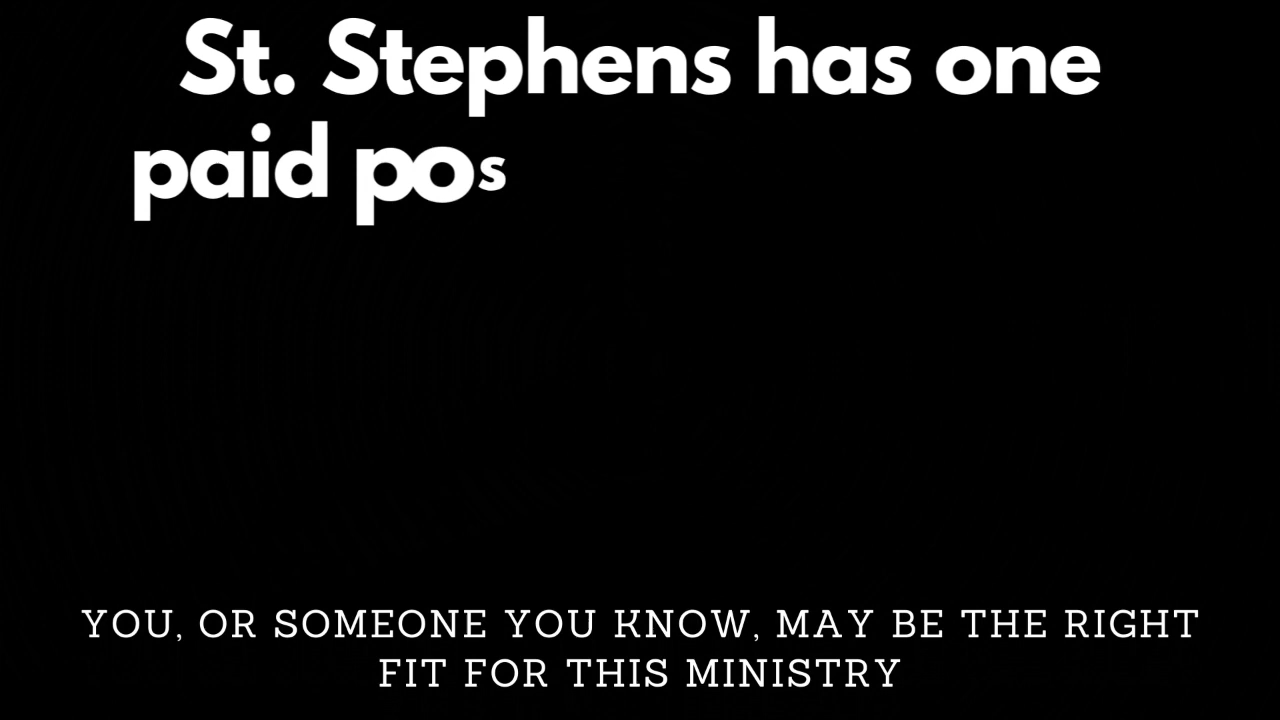 St. Stephens has one
paid pos
YOU, OR SOMEONE YOU KNOW, MAY BE THE RIGHT
FIT FOR THIS MINISTRY